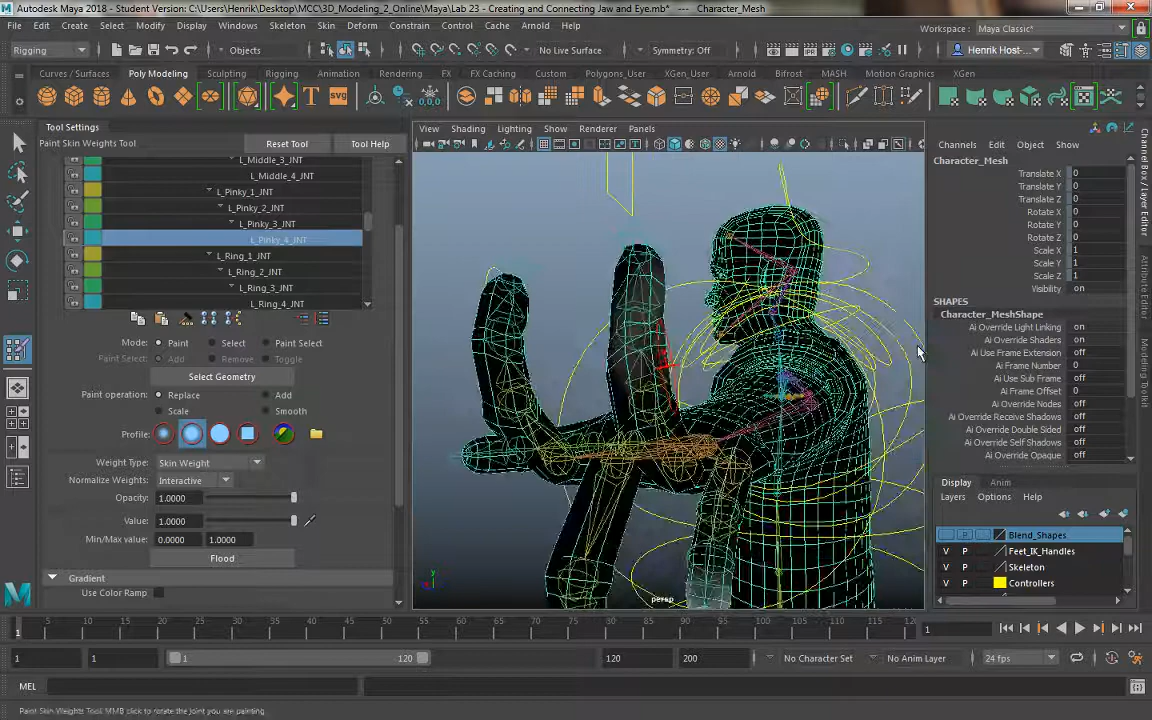 Autodesk Maya 2018 - Student Version: C:\Users\Henrik\Desktop\MCC\3D_Modeling_2_Online\Maya\Lab 23 - Creating and Connecting Jaw and Eye.mb* --- Character_Mesh
File Edit Create Select Modify Display Windows Skeleton Skin Deform Constrain Control Cache Arnold Help
Workspace : Maya Classic*
Rigging Objects No Live Surface Symmetry: Off Henrik Host-...
Curves / Surfaces Poly Modeling Sculpting Rigging Animation Rendering FX FX Caching Custom Polygons_User XGen_User Arnold Bifrost MASH Motion Graphics XGen
Tool Settings
Paint Skin Weights Tool Reset Tool Tool Help
L_Middle_3_JNT
L_Middle_4_JNT
L_Pinky_1_JNT
L_Pinky_2_JNT
L_Pinky_3_JNT
L_Pinky_4_JNT
L_Ring_1_JNT
L_Ring_2_JNT
L_Ring_3_JNT
L_Ring_4_JNT
Mode: Paint Select Paint Select
Paint Select: Add Remove Toggle
Select Geometry
Paint operation: Replace Add
Scale Smooth
Profile:
Weight Type: Skin Weight
Normalize Weights: Interactive
Opacity: 1.0000
Value: 1.0000
Min/Max value: 0.0000 1.0000
Flood
Gradient
Use Color Ramp
View Shading Lighting Show Renderer Panels
persp
Channels Edit Object Show
Character_Mesh
Translate X 0
Translate Y 0
Translate Z 0
Rotate X 0
Rotate Y 0
Rotate Z 0
Scale X 1
Scale Y 1
Scale Z 1
Visibility on
SHAPES
Character_MeshShape
Ai Override Light Linking on
Ai Override Shaders on
Ai Use Frame Extension off
Ai Frame Number 0
Ai Use Sub Frame off
Ai Frame Offset 0
Ai Override Nodes off
Ai Override Receive Shadows off
Ai Override Double Sided off
Ai Override Self Shadows off
Ai Override Opaque off
Display Anim
Layers Options Help
Blend_Shapes
V P Feet_IK_Handles
V P Skeleton
V P Controllers
Channel Box / Layer Editor
Attribute Editor
Modeling Toolkit
5 10 15 20 25 30 35 40 45 50 55 60 65 70 75 80 85 90 95 100 105 110 115 120
1
1 1 1 120 120 200 No Character Set No Anim Layer 24 fps
MEL
Paint Skin Weights Tool: MMB click to rotate the joint you are painting.